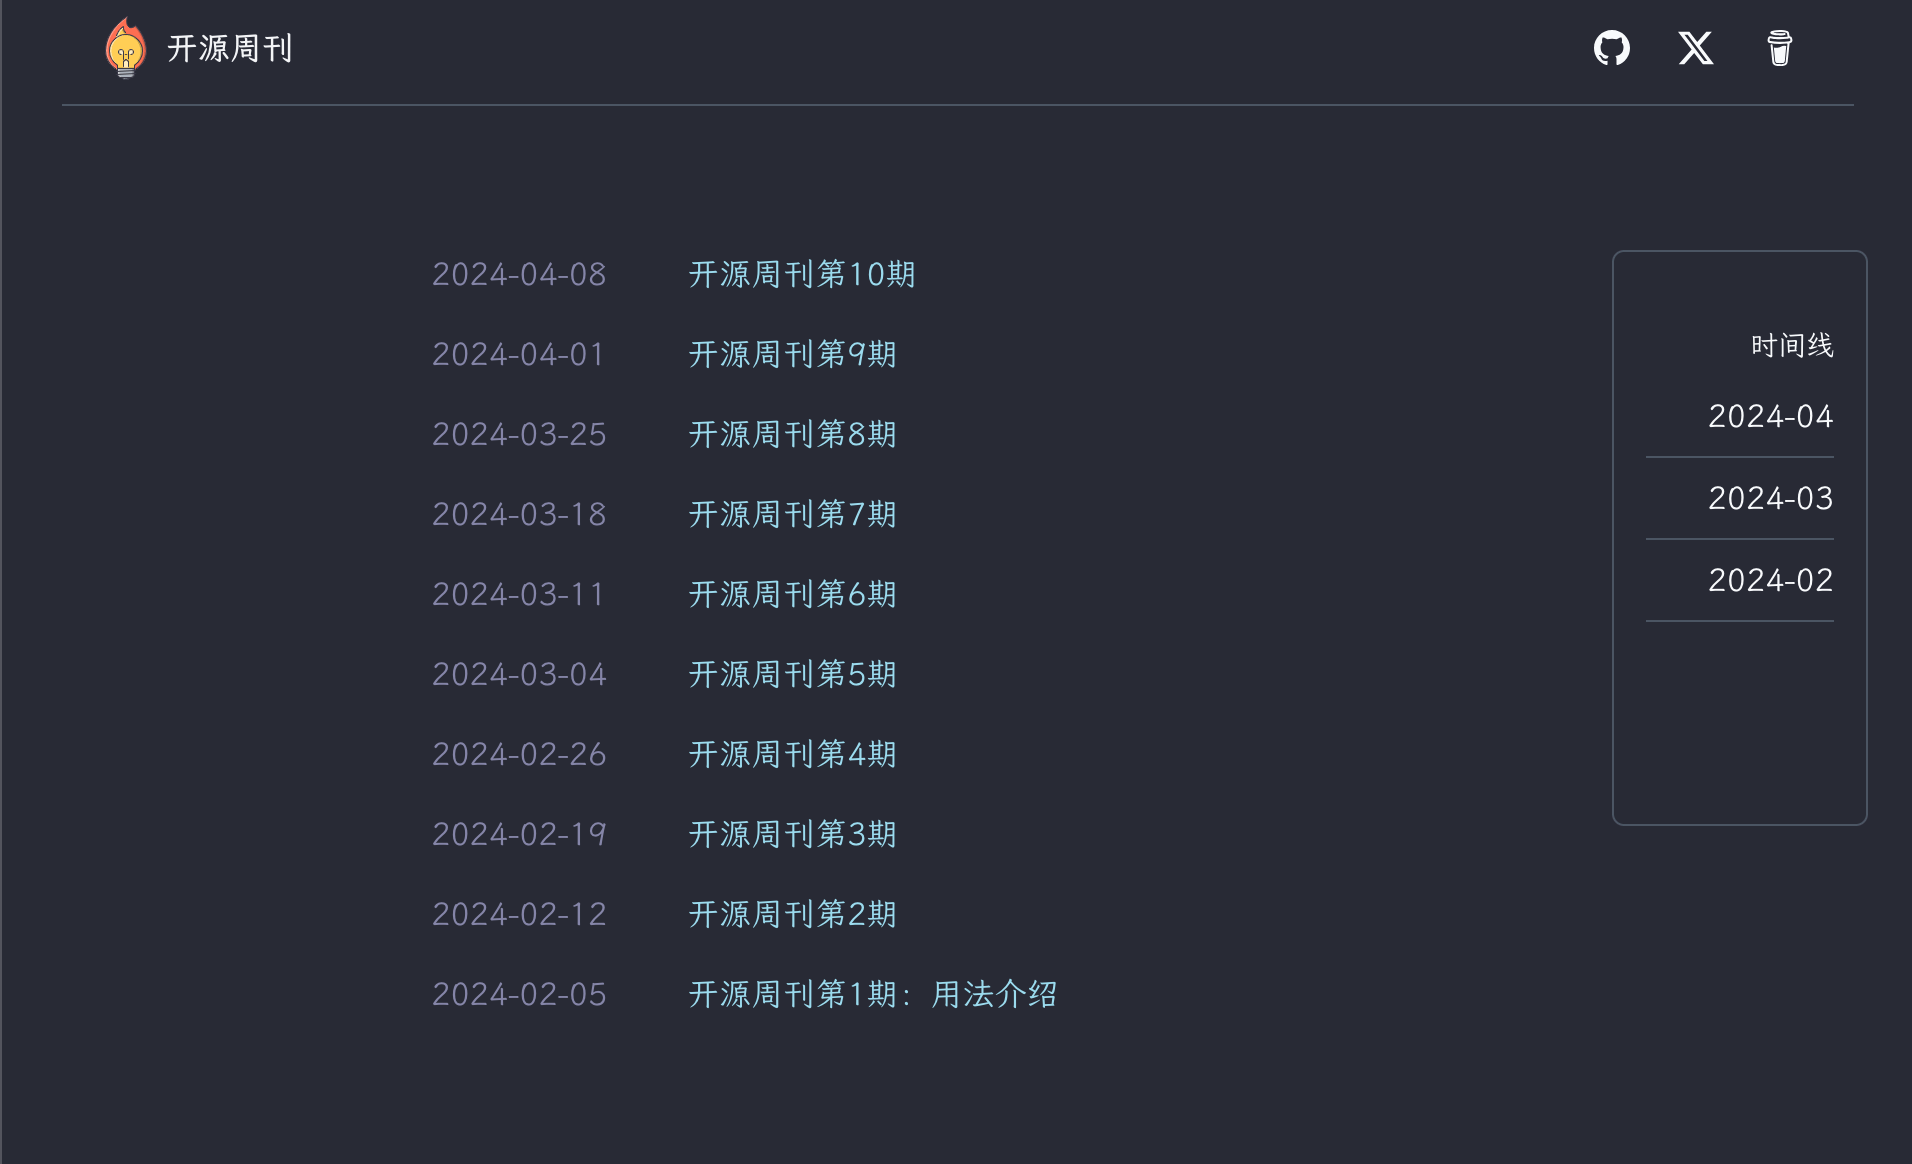 开源周刊
2024-04-08 开源周刊第10期
2024-04-01 开源周刊第9期
2024-03-25 开源周刊第8期
2024-03-18 开源周刊第7期
2024-03-11 开源周刊第6期
2024-03-04 开源周刊第5期
2024-02-26 开源周刊第4期
2024-02-19 开源周刊第3期
2024-02-12 开源周刊第2期
2024-02-05 开源周刊第1期：用法介绍
时间线
2024-04
2024-03
2024-02